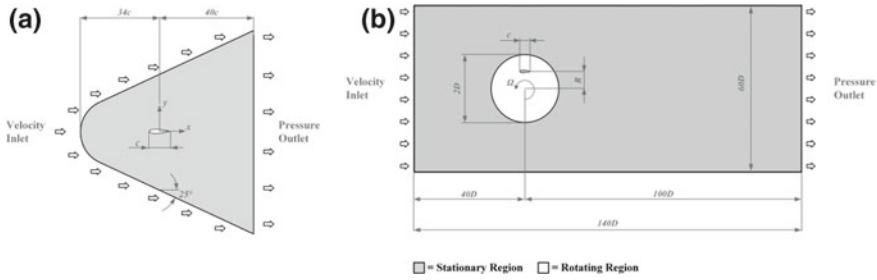 (a)
34c
40c
Velocity
Inlet
y
x
c
25°
Pressure
Outlet
(b)
Velocity
Inlet
2D
c
Ω
R
60D
Pressure
Outlet
40D
100D
140D
= Stationary Region
= Rotating Region